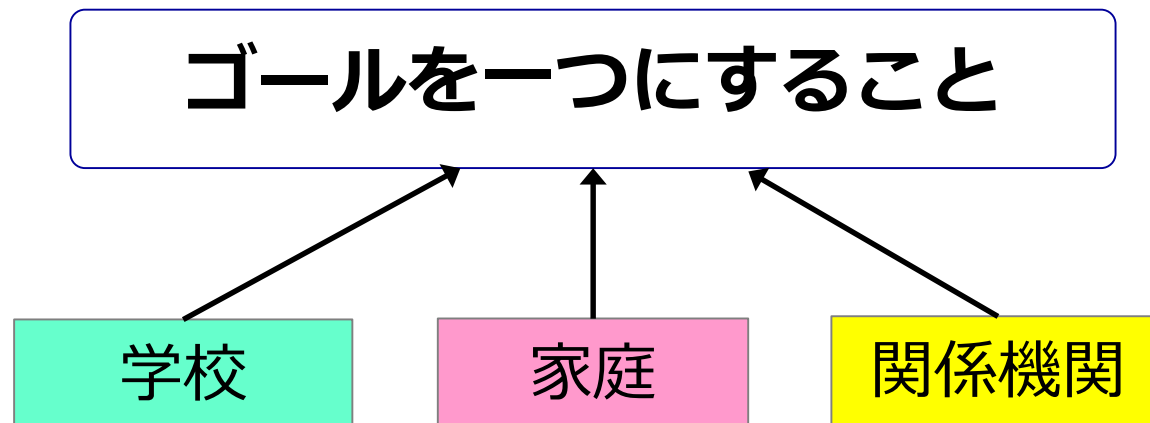 ゴールを一つにすること
学校
家庭
関係機関